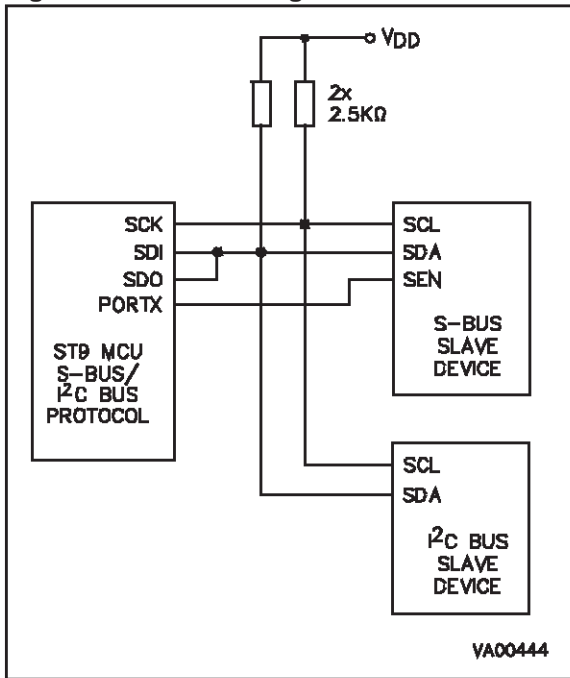 VDD
2x
2.5KΩ
SCK
SDI
SDO
PORTX
ST9 MCU
S-BUS/
I²C BUS
PROTOCOL
SCL
SDA
SEN
S-BUS
SLAVE
DEVICE
SCL
SDA
I²C BUS
SLAVE
DEVICE
VA00444